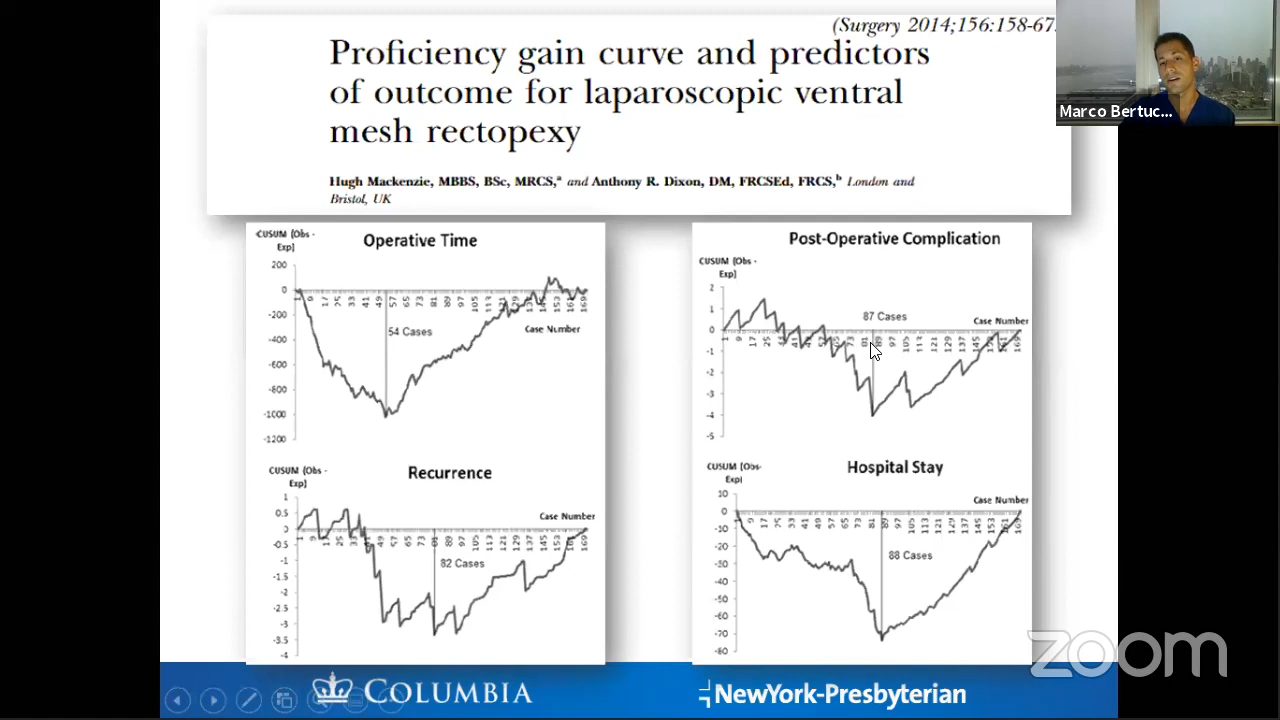 (Surgery 2014;156:158-67.
Proficiency gain curve and predictors
of outcome for laparoscopic ventral
mesh rectopexy
Hugh Mackenzie, MBBS, BSc, MRCS,a and Anthony R. Dixon, DM, FRCSEd, FRCS,b London and
Bristol, UK
Marco Bertuc...
CUSUM (Obs -
Exp)
Operative Time
200
0
-200
-400
-600
-800
-1000
-1200
54 Cases
Case Number
Post-Operative Complication
CUSUM (Obs -
Exp)
2
1
0
-1
-2
-3
-4
-5
87 Cases
Case Number
CUSUM (Obs -
Exp)
Recurrence
1
0.5
0
-0.5
-1
-1.5
-2
-2.5
-3
-3.5
-4
Case Number
82 Cases
CUSUM (Obs-
Exp)
Hospital Stay
10
0
-10
-20
-30
-40
-50
-60
-70
-80
Case Number
88 Cases
zoom
COLUMBIA
NewYork-Presbyterian